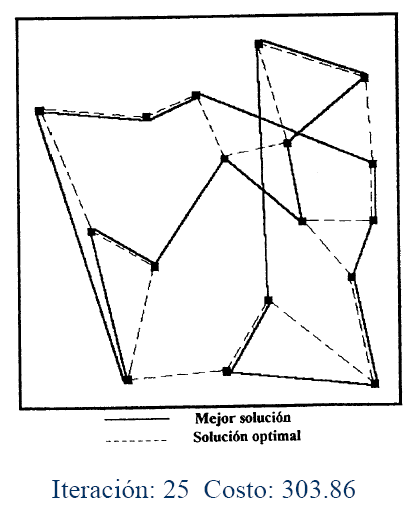 Mejor solución
Solución optimal
Iteración: 25 Costo: 303.86